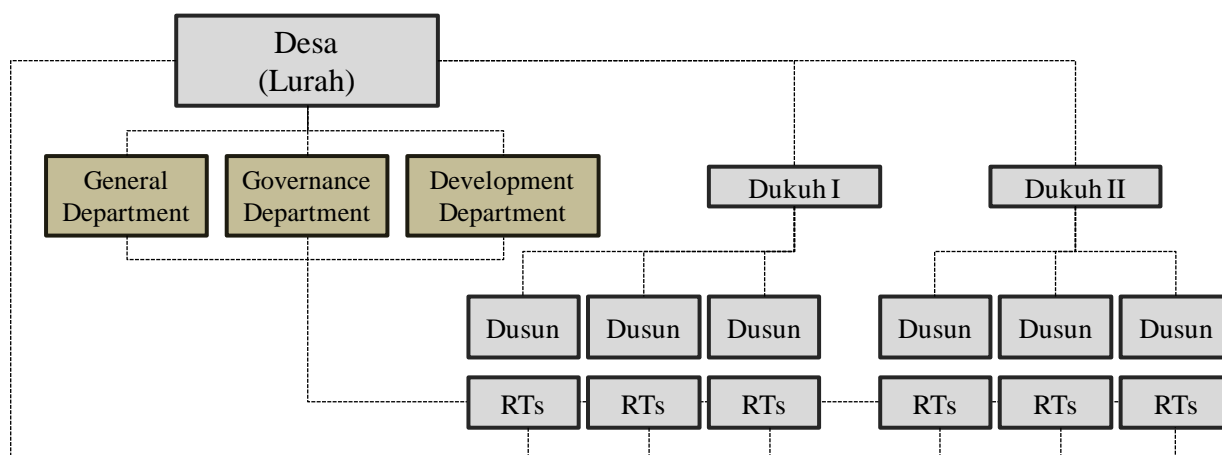 Desa
(Lurah)
General
Department
Governance
Department
Development
Department
Dukuh I
Dukuh II
Dusun
Dusun
Dusun
Dusun
Dusun
Dusun
RTs
RTs
RTs
RTs
RTs
RTs